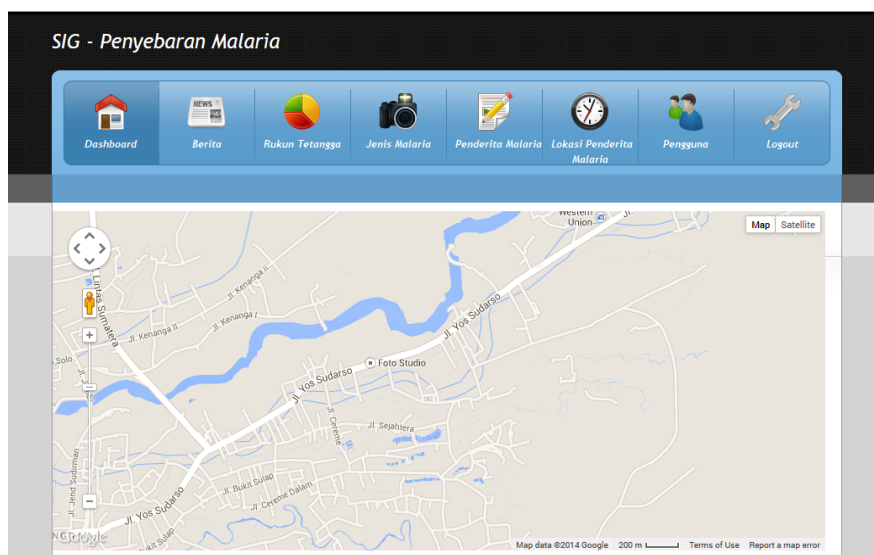 SIG - Penyebaran Malaria
Dashboard
NEWS
Berita
Rukun Tetangga
Jenis Malaria
Penderita Malaria
Lokasi Penderita
Malaria
Pengguna
Logout
Western
Union
Map
Satellite
Lintas Sumatera
Jl. Kenanga II
Jl. Kenanga II
Jl. Kenanga I
Jl. Yos Sudarso
Solo
Foto Studio
Jl. Yos Sudarso
Jl. Cereme
Jl. Sejahtera
Jl. Bukit Sulap
Jl. Cereme Dalam
Jl. Jend Sudirman
Jl. Yos Sudarso
Sulap
Google
Map data ©2014 Google
200 m
Terms of Use
Report a map error